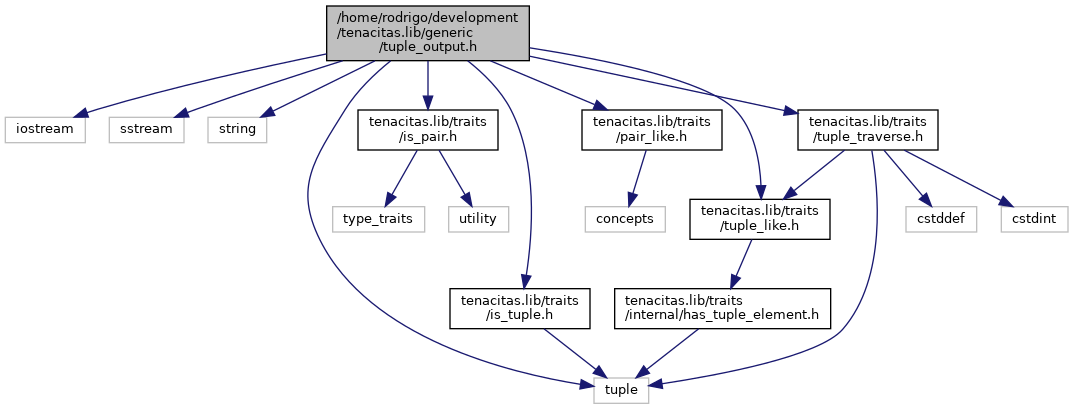 /home/rodrigo/development
/tenacitas.lib/generic
/tuple_output.h
iostream
sstream
string
tenacitas.lib/traits
/is_pair.h
tenacitas.lib/traits
/pair_like.h
tenacitas.lib/traits
/tuple_traverse.h
type_traits
utility
concepts
tenacitas.lib/traits
/tuple_like.h
cstddef
cstdint
tenacitas.lib/traits
/is_tuple.h
tenacitas.lib/traits
/internal/has_tuple_element.h
tuple